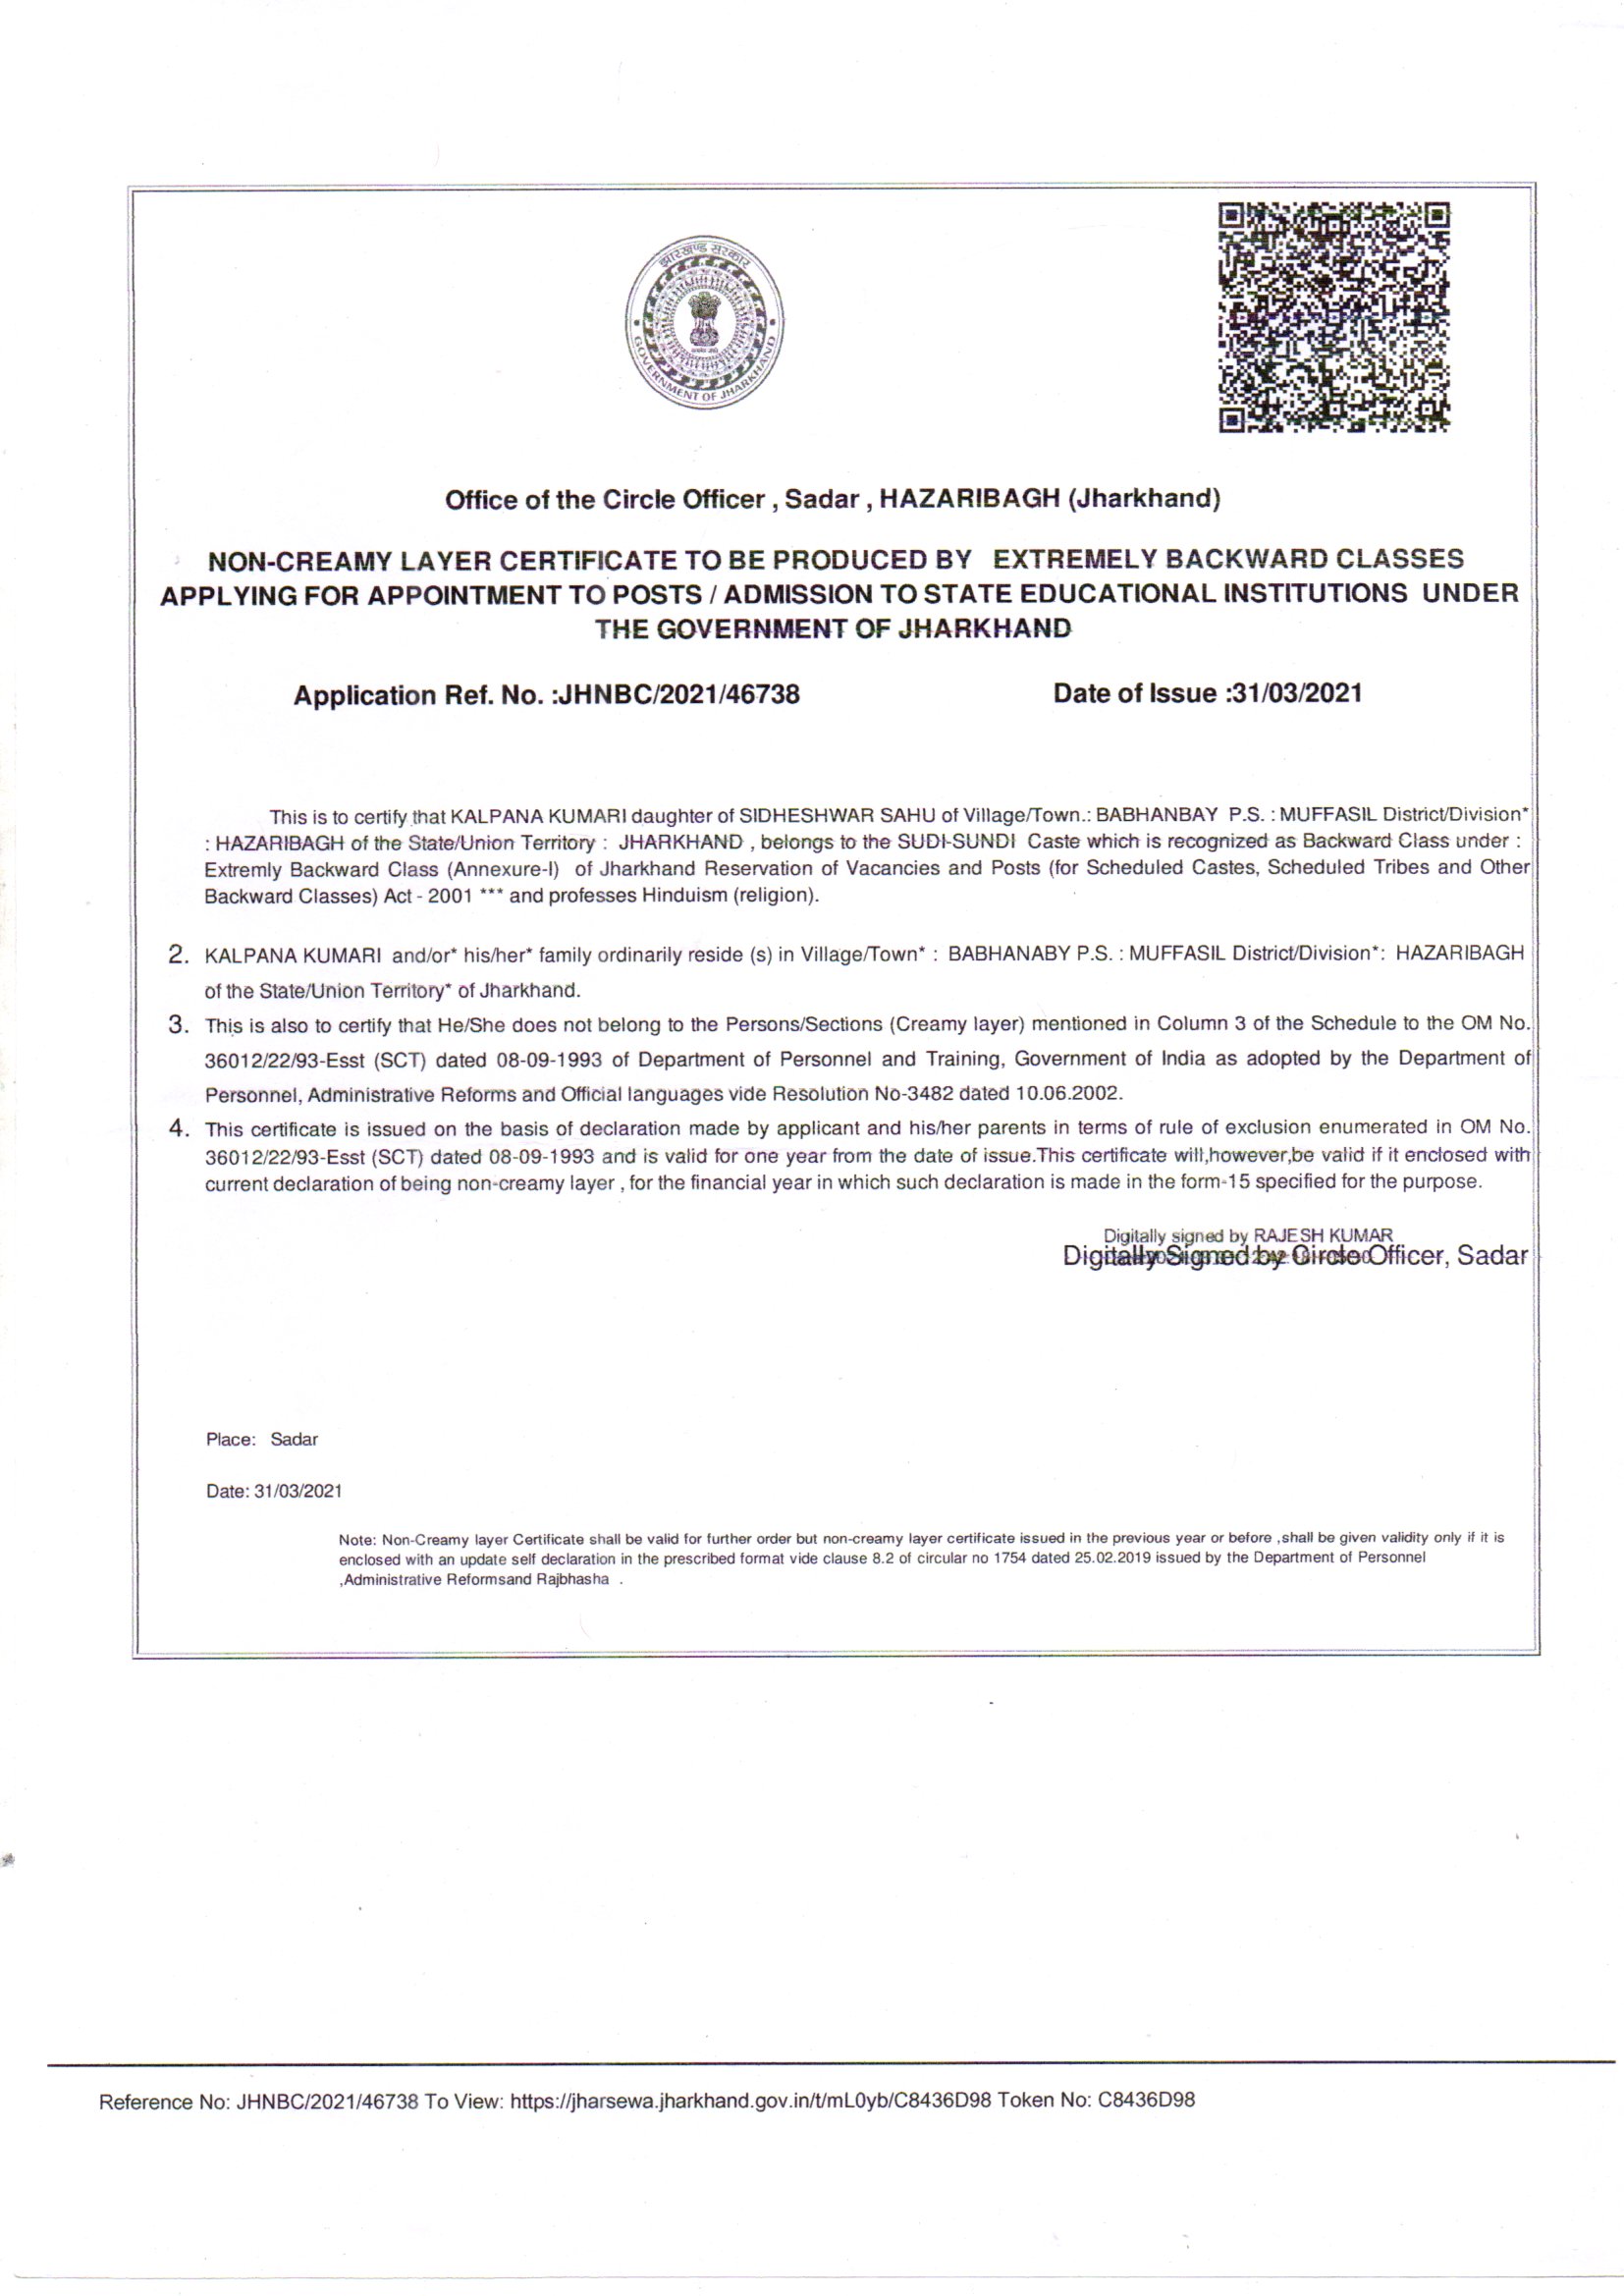 झारखण्ड सरकार
GOVERNMENT OF JHARKHAND
Office of the Circle Officer , Sadar , HAZARIBAGH (Jharkhand)
NON-CREAMY LAYER CERTIFICATE TO BE PRODUCED BY EXTREMELY BACKWARD CLASSES
APPLYING FOR APPOINTMENT TO POSTS / ADMISSION TO STATE EDUCATIONAL INSTITUTIONS UNDER
THE GOVERNMENT OF JHARKHAND
Application Ref. No. :JHNBC/2021/46738 Date of Issue :31/03/2021
This is to certify that KALPANA KUMARI daughter of SIDHESHWAR SAHU of Village/Town.: BABHANBAY P.S. : MUFFASIL District/Division*
: HAZARIBAGH of the State/Union Territory : JHARKHAND , belongs to the SUDI-SUNDI Caste which is recognized as Backward Class under :
Extremly Backward Class (Annexure-I) of Jharkhand Reservation of Vacancies and Posts (for Scheduled Castes, Scheduled Tribes and Other
Backward Classes) Act - 2001 *** and professes Hinduism (religion).
2. KALPANA KUMARI and/or* his/her* family ordinarily reside (s) in Village/Town* : BABHANABY P.S. : MUFFASIL District/Division*: HAZARIBAGH
of the State/Union Territory* of Jharkhand.
3. This is also to certify that He/She does not belong to the Persons/Sections (Creamy layer) mentioned in Column 3 of the Schedule to the OM No.
36012/22/93-Esst (SCT) dated 08-09-1993 of Department of Personnel and Training, Government of India as adopted by the Department of
Personnel, Administrative Reforms and Official languages vide Resolution No-3482 dated 10.06.2002.
4. This certificate is issued on the basis of declaration made by applicant and his/her parents in terms of rule of exclusion enumerated in OM No.
36012/22/93-Esst (SCT) dated 08-09-1993 and is valid for one year from the date of issue.This certificate will,however,be valid if it enclosed with
current declaration of being non-creamy layer , for the financial year in which such declaration is made in the form-15 specified for the purpose.
Digitally signed by RAJESH KUMAR
Digitally Signed by Circle Officer, Sadar
Place: Sadar
Date: 31/03/2021
Note: Non-Creamy layer Certificate shall be valid for further order but non-creamy layer certificate issued in the previous year or before ,shall be given validity only if it is
enclosed with an update self declaration in the prescribed format vide clause 8.2 of circular no 1754 dated 25.02.2019 issued by the Department of Personnel
,Administrative Reformsand Rajbhasha .
Reference No: JHNBC/2021/46738 To View: https://jharsewa.jharkhand.gov.in/t/mL0yb/C8436D98 Token No: C8436D98